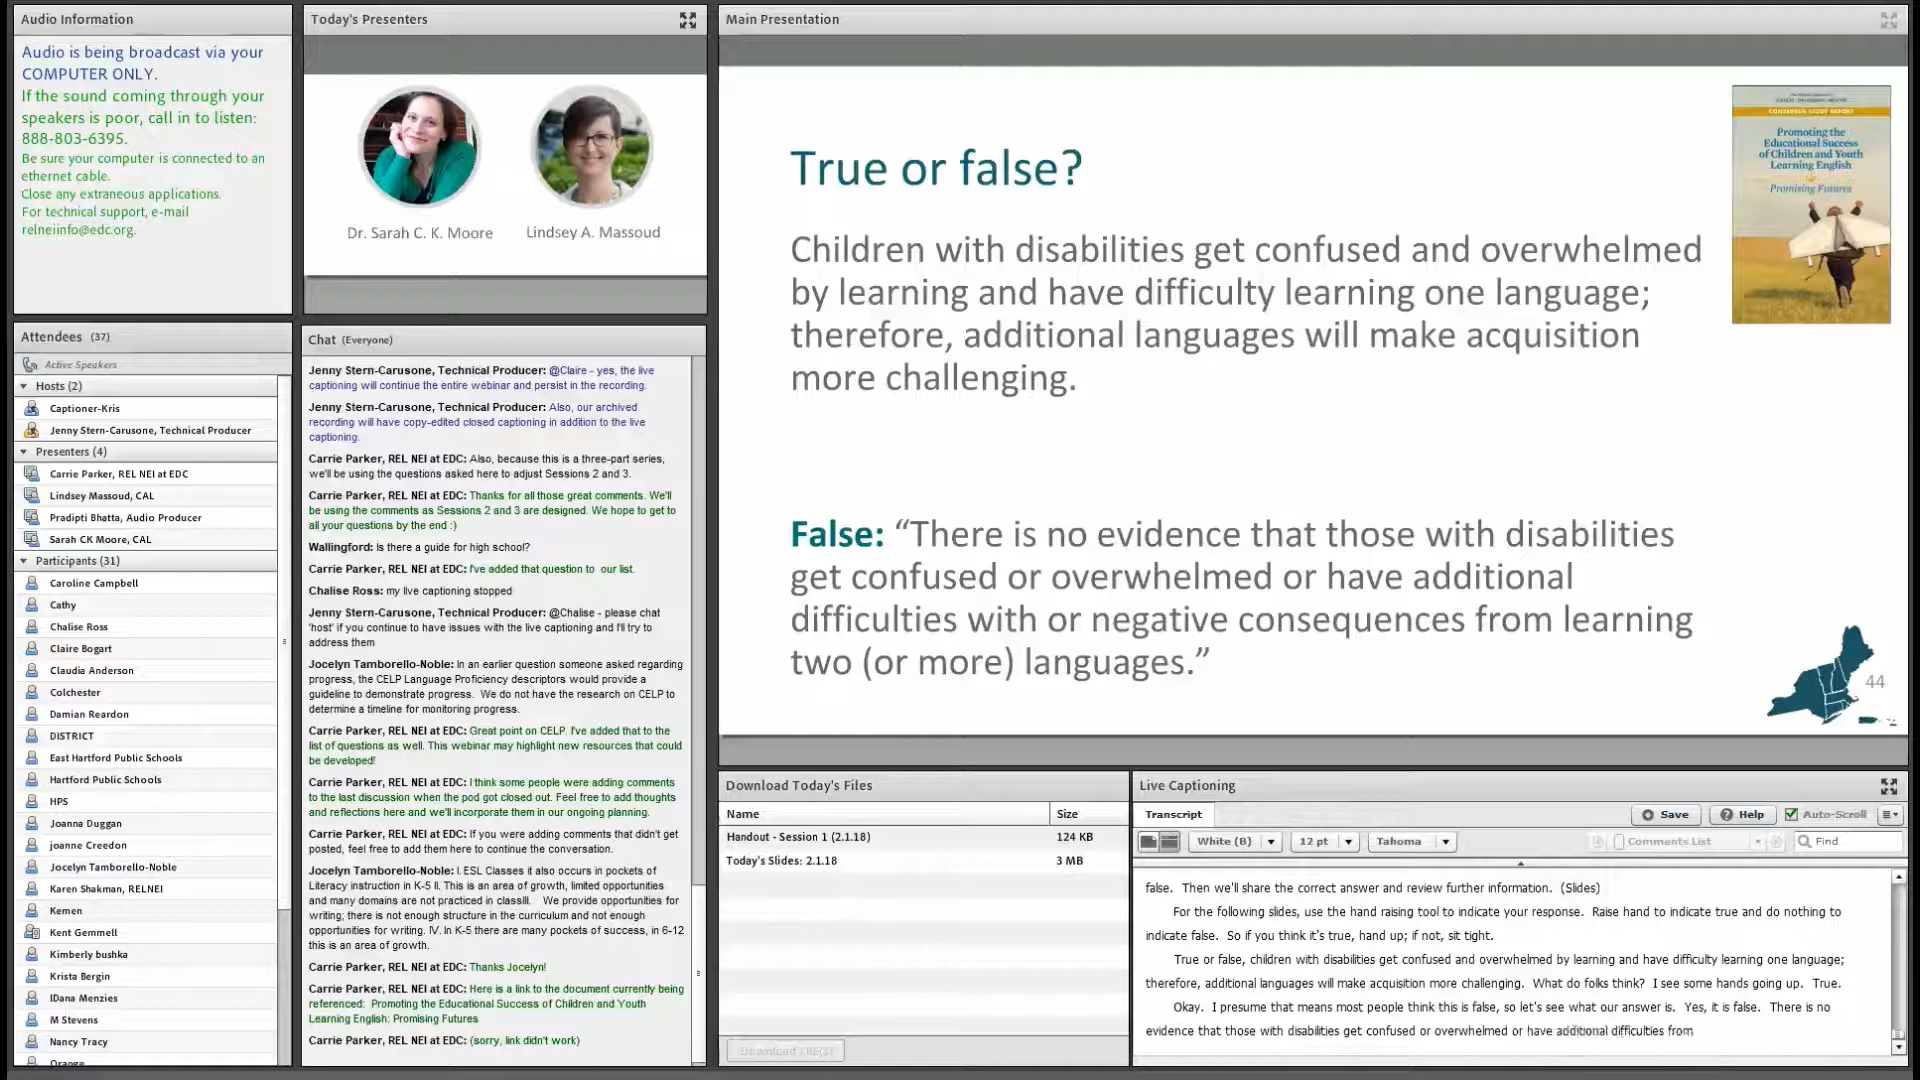 Audio Information
Audio is being broadcast via your
COMPUTER ONLY.
If the sound coming through your
speakers is poor, call in to listen:
888-803-6395.
Be sure your computer is connected to an
ethernet cable.
Close any extraneous applications.
For technical support, e-mail
relneiinfo@edc.org.
Today's Presenters
Dr. Sarah C. K. Moore
Lindsey A. Massoud
Attendees (37)
Active Speakers
Hosts (2)
Captioner-Kris
Jenny Stern-Carusone, Technical Producer
Presenters (4)
Carrie Parker, REL NEI at EDC
Lindsey Massoud, CAL
Pradipti Bhatta, Audio Producer
Sarah CK Moore, CAL
Participants (31)
Caroline Campbell
Cathy
Chalise Ross
Claire Bogart
Claudia Anderson
Colchester
Damian Reardon
DISTRICT
East Hartford Public Schools
Hartford Public Schools
HPS
Joanna Duggan
joanne Creedon
Jocelyn Tamborello-Noble
Karen Shakman, RELNEI
Kemen
Kent Gemmell
Kimberly bushka
Krista Bergin
lDana Menzies
M Stevens
Nancy Tracy
Orange
Chat (Everyone)
Jenny Stern-Carusone, Technical Producer: @Claire - yes, the live
captioning will continue the entire webinar and persist in the recording.
Jenny Stern-Carusone, Technical Producer: Also, our archived
recording will have copy-edited closed captioning in addition to the live
captioning.
Carrie Parker, REL NEI at EDC: Also, because this is a three-part series,
we'll be using the questions asked here to adjust Sessions 2 and 3.
Carrie Parker, REL NEI at EDC: Thanks for all those great comments. We'll
be using the comments as Sessions 2 and 3 are designed. We hope to get to
all your questions by the end :)
Wallingford: Is there a guide for high school?
Carrie Parker, REL NEI at EDC: I've added that question to our list.
Chalise Ross: my live captioning stopped
Jenny Stern-Carusone, Technical Producer: @Chalise - please chat
'host' if you continue to have issues with the live captioning and I'll try to
address them
Jocelyn Tamborello-Noble: in an earlier question someone asked regarding
progress, the CELP Language Proficiency descriptors would provide a
guideline to demonstrate progress. We do not have the research on CELP to
determine a timeline for monitoring progress.
Carrie Parker, REL NEI at EDC: Great point on CELP. I've added that to the
list of questions as well. This webinar may highlight new resources that could
be developed!
Carrie Parker, REL NEI at EDC: I think some people were adding comments
to the last discussion when the pod got closed out. Feel free to add thoughts
and reflections here and we'll incorporate them in our ongoing planning.
Carrie Parker, REL NEI at EDC: If you were adding comments that didn't get
posted, feel free to add them here to continue the conversation.
Jocelyn Tamborello-Noble: I. ESL Classes it also occurs in pockets of
Literacy instruction in K-5 II. This is an area of growth, limited opportunities
and many domains are not practiced in classIII. We provide opportunities for
writing; there is not enough structure in the curriculum and not enough
opportunities for writing. IV. In K-5 there are many pockets of success, in 6-12
this is an area of growth.
Carrie Parker, REL NEI at EDC: Thanks Jocelyn!
Carrie Parker, REL NEI at EDC: Here is a link to the document currently being
referenced: Promoting the Educational Success of Children and Youth
Learning English: Promising Futures
Carrie Parker, REL NEI at EDC: (sorry, link didn't work)
Main Presentation
True or false?
Children with disabilities get confused and overwhelmed
by learning and have difficulty learning one language;
therefore, additional languages will make acquisition
more challenging.
False: “There is no evidence that those with disabilities
get confused or overwhelmed or have additional
difficulties with or negative consequences from learning
two (or more) languages.”
CONSENSUS STUDY REPORT
Promoting the
Educational Success
of Children and Youth
Learning English
Promising Futures
44
Download Today's Files
Name Size
Handout - Session 1 (2.1.18) 124 KB
Today's Slides: 2.1.18 3 MB
Download File(s)
Live Captioning
Transcript Save Help Auto-Scroll
White (B) 12 pt Tahoma Comments List Find
false. Then we'll share the correct answer and review further information. (Slides)
For the following slides, use the hand raising tool to indicate your response. Raise hand to indicate true and do nothing to
indicate false. So if you think it's true, hand up; if not, sit tight.
True or false, children with disabilities get confused and overwhelmed by learning and have difficulty learning one language;
therefore, additional languages will make acquisition more challenging. What do folks think? I see some hands going up. True.
Okay. I presume that means most people think this is false, so let's see what our answer is. Yes, it is false. There is no
evidence that those with disabilities get confused or overwhelmed or have additional difficulties from